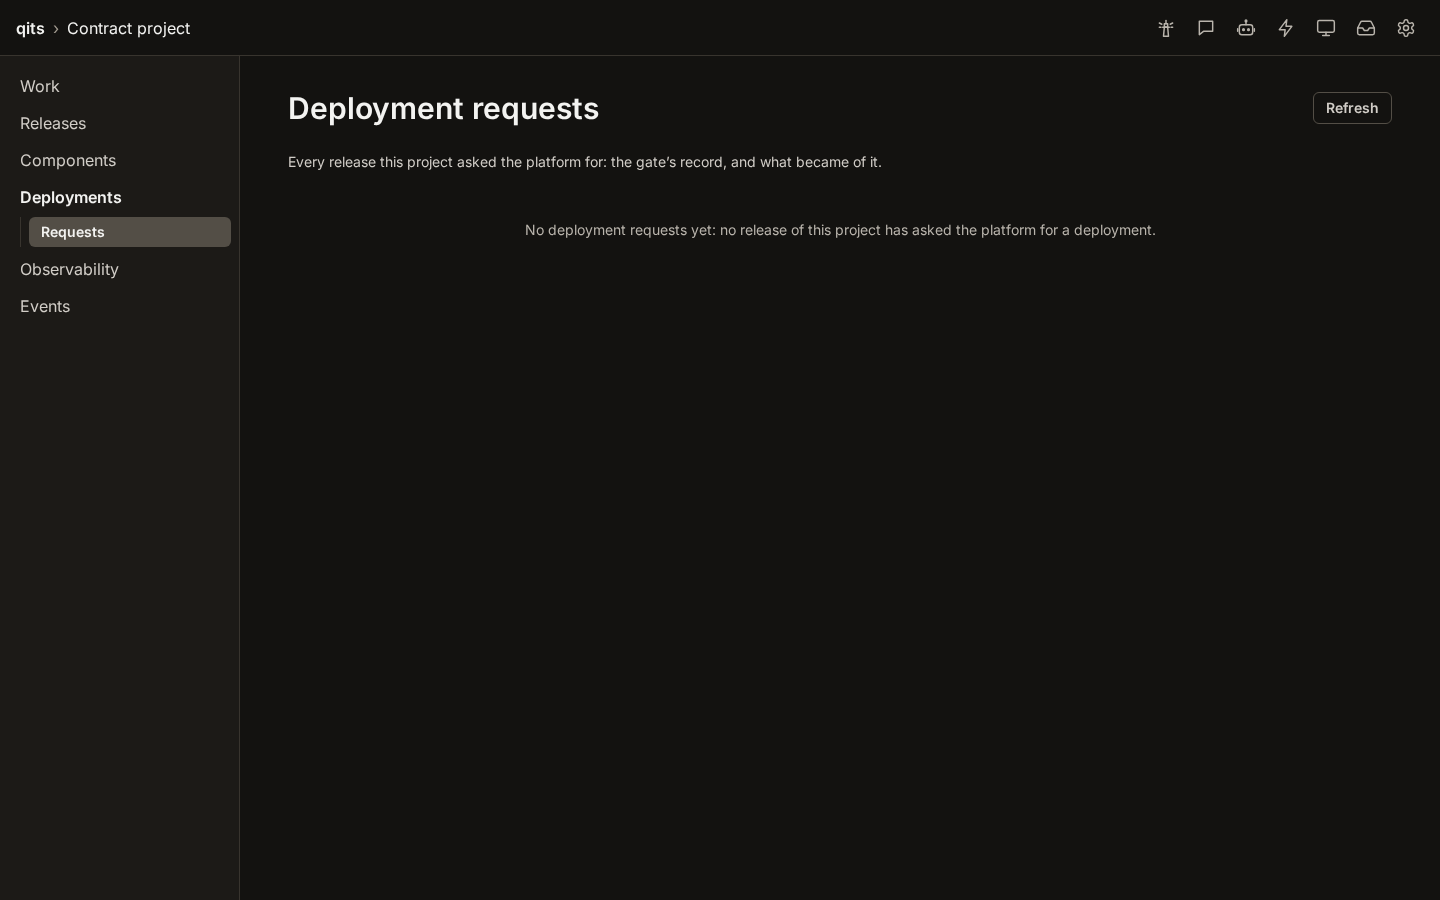 qits › Contract project
Work
Releases
Components
Deployments
Requests
Observability
Events
Deployment requests
Refresh
Every release this project asked the platform for: the gate’s record, and what became of it.
No deployment requests yet: no release of this project has asked the platform for a deployment.